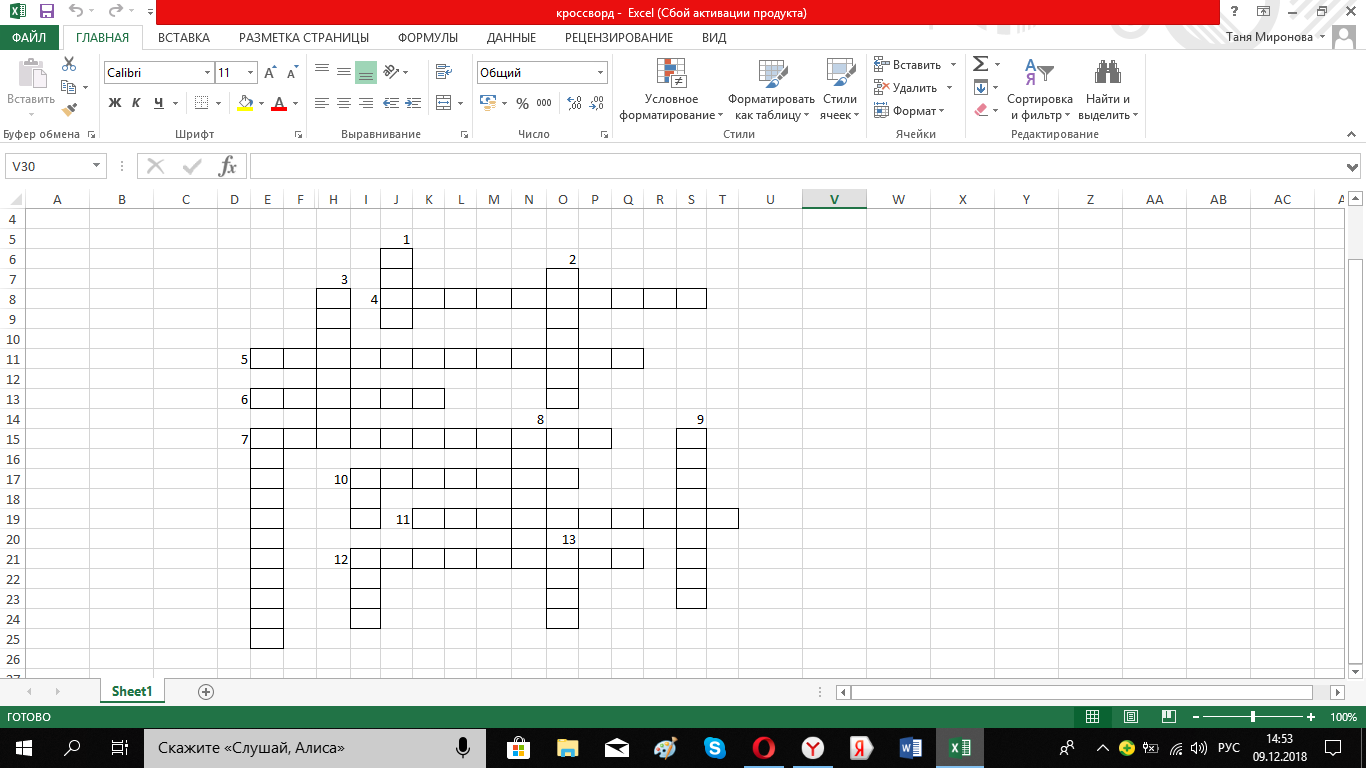 кроссворд - Excel (Сбой активации продукта)
ФАЙЛ ГЛАВНАЯ ВСТАВКА РАЗМЕТКА СТРАНИЦЫ ФОРМУЛЫ ДАННЫЕ РЕЦЕНЗИРОВАНИЕ ВИД Таня Миронова
Вставить
Calibri 11
Ж К Ч
Общий
% 000
Условное форматирование
Форматировать как таблицу
Стили ячеек
Вставить
Удалить
Формат
Сортировка и фильтр
Найти и выделить
Буфер обмена Шрифт Выравнивание Число Стили Ячейки Редактирование
V30 fx
A B C D E F H I J K L M N O P Q R S T U V W X Y Z AA AB AC
4
5 1
6 2
7 3
8 4
9
10
11 5
12
13 6
14 8 9
15 7
16
17 10
18
19 11
20 13
21 12
22
23
24
25
26
Sheet1
ГОТОВО 100%
Скажите «Слушай, Алиса» РУС 14:53
09.12.2018